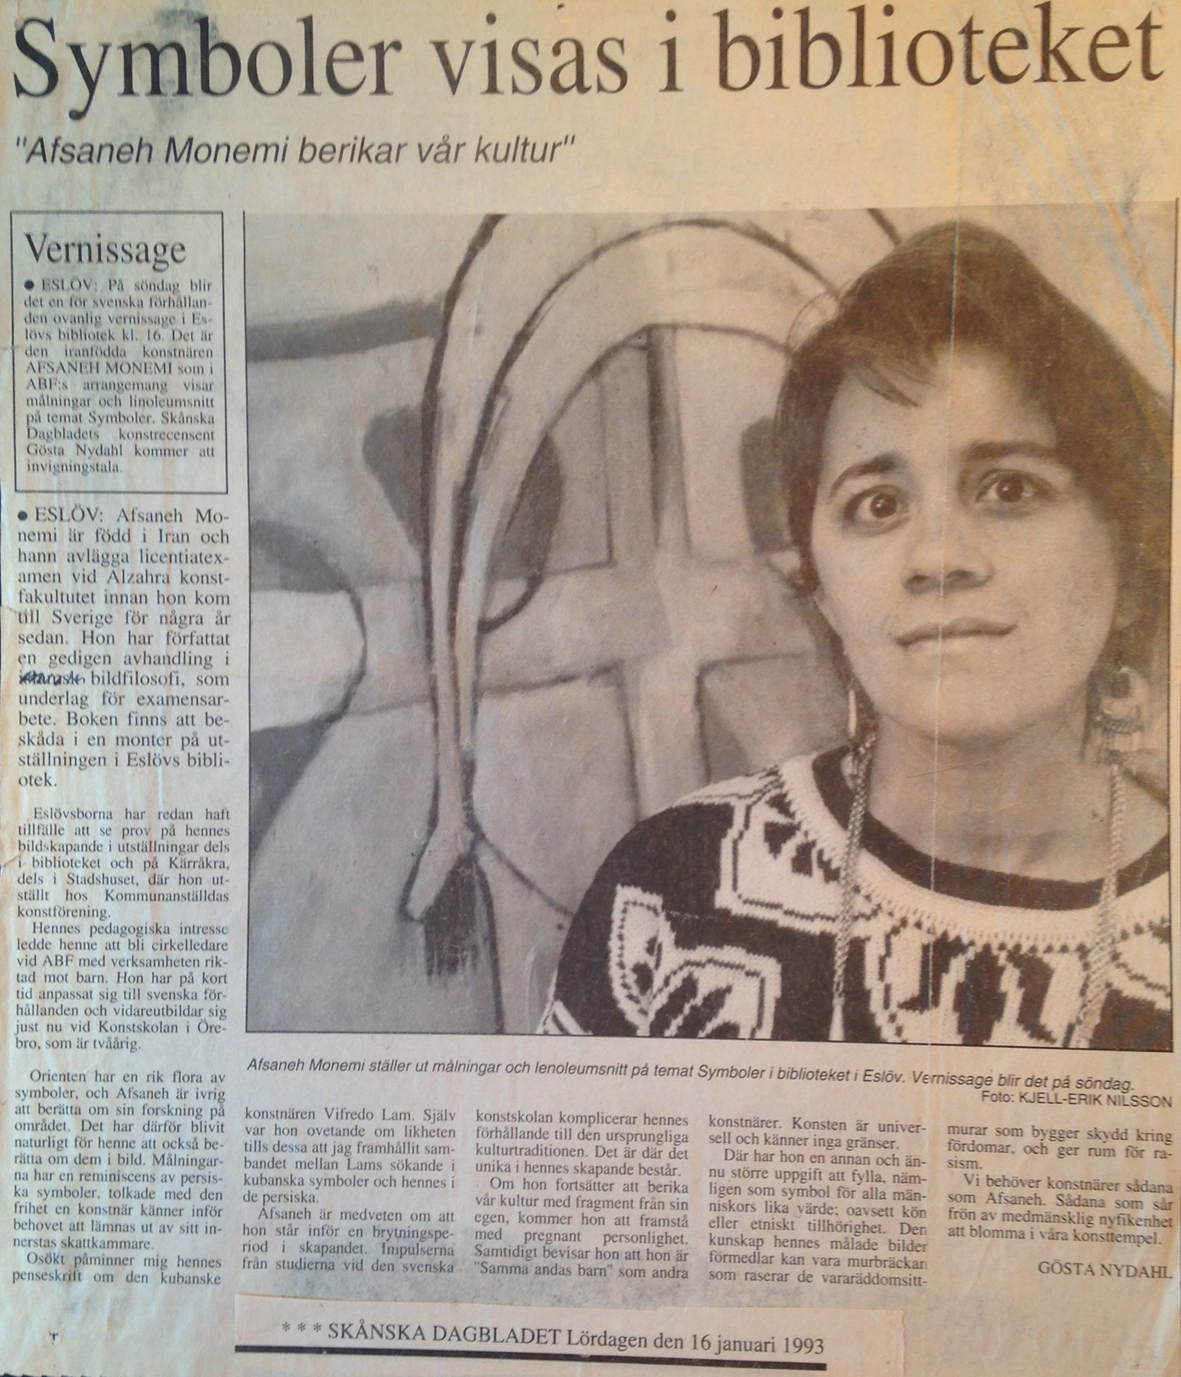 Symboler visas i biblioteket
"Afsaneh Monemi berikar vår kultur"
Vernissage
● ESLÖV: På söndag blir
det en för svenska förhållan-
den ovanlig vernissage i Es-
lövs bibliotek kl. 16. Det är
den iranfödda konstnären
AFSANEH MONEMI som i
ABF:s arrangemang visar
målningar och linoleumsnitt
på temat Symboler. Skånska
Dagbladets konstrecensent
Gösta Nydahl kommer att
invigningstala.
● ESLÖV: Afsaneh Mo-
nemi är född i Iran och
hann avlägga licentiatex-
amen vid Alzahra konst-
fakultutet innan hon kom
till Sverige för några år
sedan. Hon har författat
en gedigen avhandling i
bildfilosofi, som
underlag för examensar-
bete. Boken finns att be-
skåda i en monter på ut-
ställningen i Eslövs bibli-
otek.
Eslövsborna har redan haft
tillfälle att se prov på hennes
bildskapande i utställningar dels
i biblioteket och på Kärråkra,
dels i Stadshuset, där hon ut-
ställt hos Kommunanställdas
konstförening.
Hennes pedagogiska intresse
ledde henne att bli cirkelledare
vid ABF med verksamheten rik-
tad mot barn. Hon har på kort
tid anpassat sig till svenska för-
hållanden och vidareutbildar sig
just nu vid Konstskolan i Öre-
bro, som är tvåårig.
Orienten har en rik flora av
symboler, och Afsaneh är ivrig
att berätta om sin forskning på
området. Det har därför blivit
naturligt för henne att också be-
rätta om dem i bild. Målningar-
na har en reminiscens av persis-
ka symboler, tolkade med den
frihet en konstnär känner inför
behovet att lämnas ut av sitt in-
nerstas skattkammare.
Osökt påminner mig hennes
penseskrift om den kubanske
Afsaneh Monemi ställer ut målningar och lenoleumsnitt på temat Symboler i biblioteket i Eslöv. Vernissage blir det på söndag.
Foto: KJELL-ERIK NILSSON
konstnären Vifredo Lam. Själv
var hon ovetande om likheten
tills dessa att jag framhållit sam-
bandet mellan Lams sökande i
kubanska symboler och hennes i
de persiska.
Afsaneh är medveten om att
hon står inför en brytningspe-
riod i skapandet. Impulserna
från studierna vid den svenska
konstskolan komplicerar hennes
förhållande till den ursprungliga
kulturtraditionen. Det är där det
unika i hennes skapande består.
Om hon fortsätter att berika
vår kultur med fragment från sin
egen, kommer hon att framstå
med pregnant personlighet.
Samtidigt bevisar hon att hon är
"Samma andas barn" som andra
konstnärer. Konsten är univer-
sell och känner inga gränser.
Där har hon en annan och än-
nu större uppgift att fylla, näm-
ligen som symbol för alla män-
niskors lika värde; oavsett kön
eller etniskt tillhörighet. Den
kunskap hennes målade bilder
förmedlar kan vara murbräckar
som raserar de vararäddomsitt-
murar som bygger skydd kring
fördomar, och ger rum för ra-
sism.
Vi behöver konstnärer sådana
som Afsaneh. Sådana som sår
frön av medmänsklig nyfikenhet
att blomma i våra konsttempel.
GÖSTA NYDAHL
* * * SKÅNSKA DAGBLADET Lördagen den 16 januari 1993